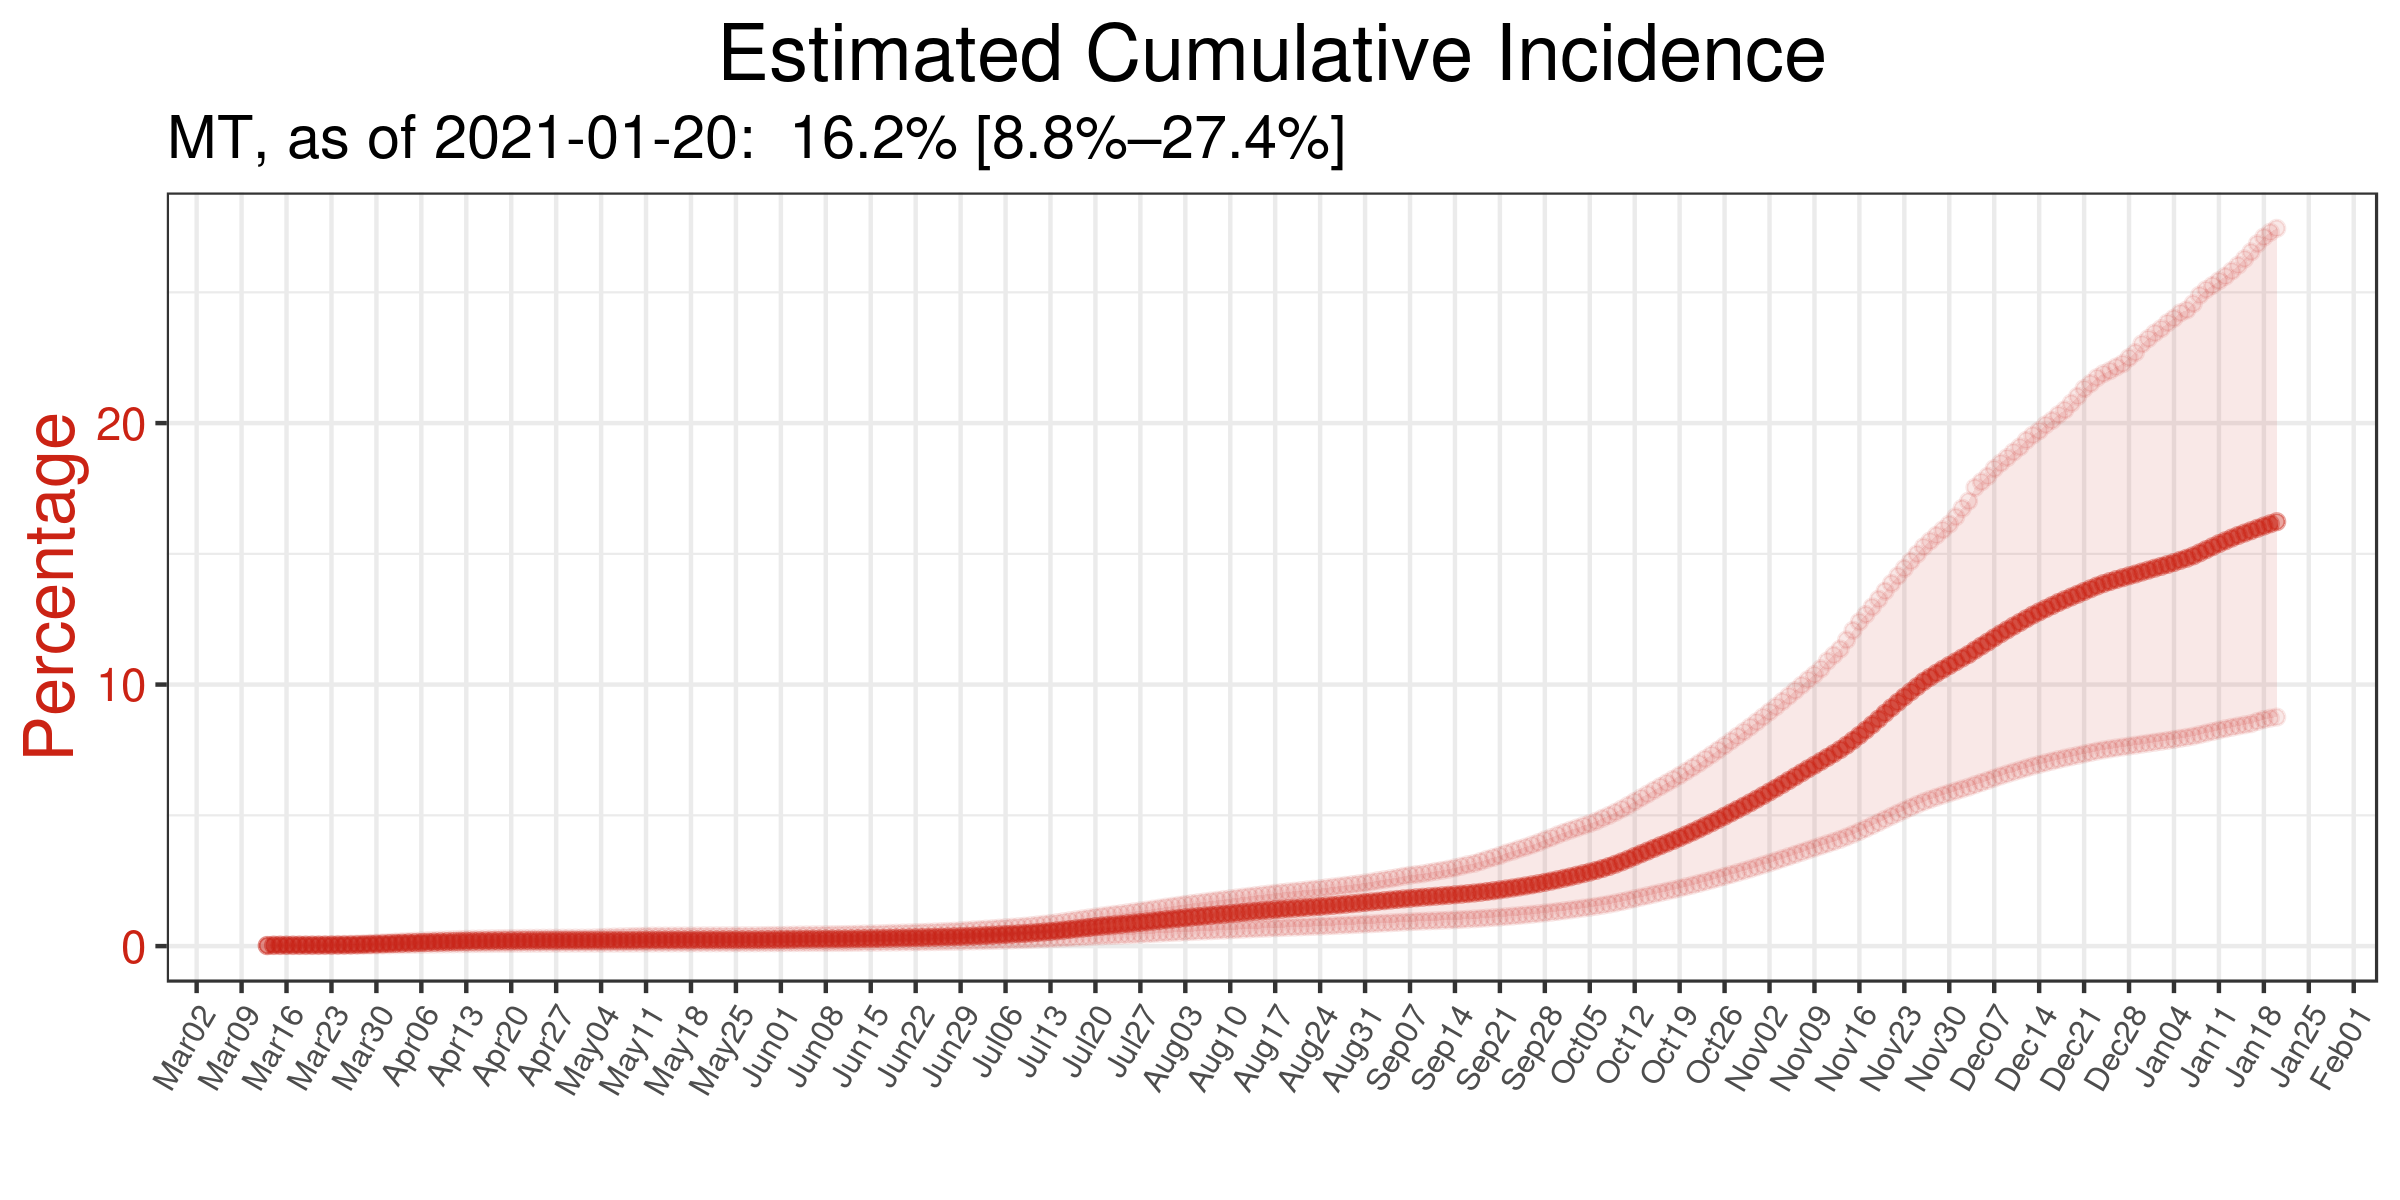 Estimated Cumulative Incidence
MT, as of 2021-01-20:  16.2% [8.8%–27.4%]
Percentage
20
10
0
Mar02
Mar09
Mar16
Mar23
Mar30
Apr06
Apr13
Apr20
Apr27
May04
May11
May18
May25
Jun01
Jun08
Jun15
Jun22
Jun29
Jul06
Jul13
Jul20
Jul27
Aug03
Aug10
Aug17
Aug24
Aug31
Sep07
Sep14
Sep21
Sep28
Oct05
Oct12
Oct19
Oct26
Nov02
Nov09
Nov16
Nov23
Nov30
Dec07
Dec14
Dec21
Dec28
Jan04
Jan11
Jan18
Jan25
Feb01